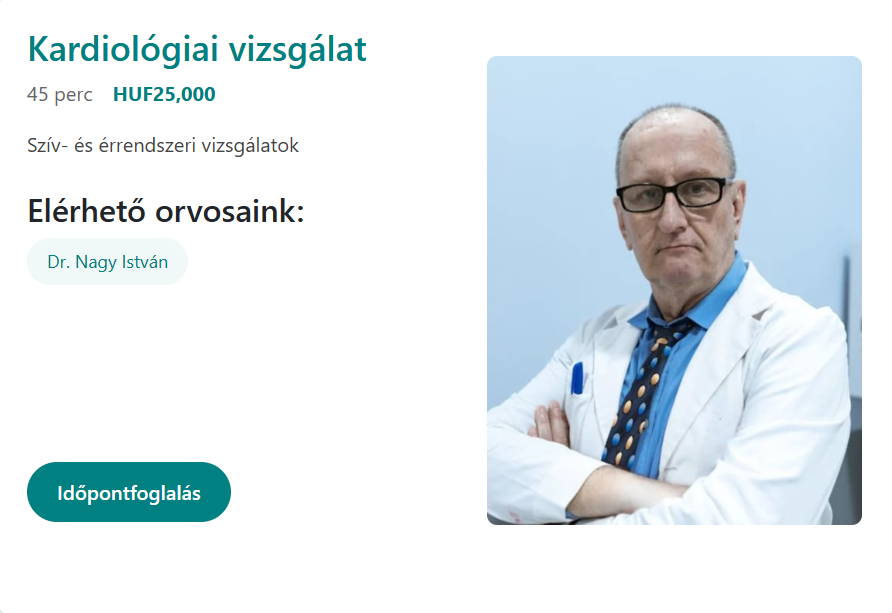 Kardiológiai vizsgálat
45 perc HUF25,000
Szív- és érrendszeri vizsgálatok
Elérhető orvosaink:
Dr. Nagy István
Időpontfoglalás